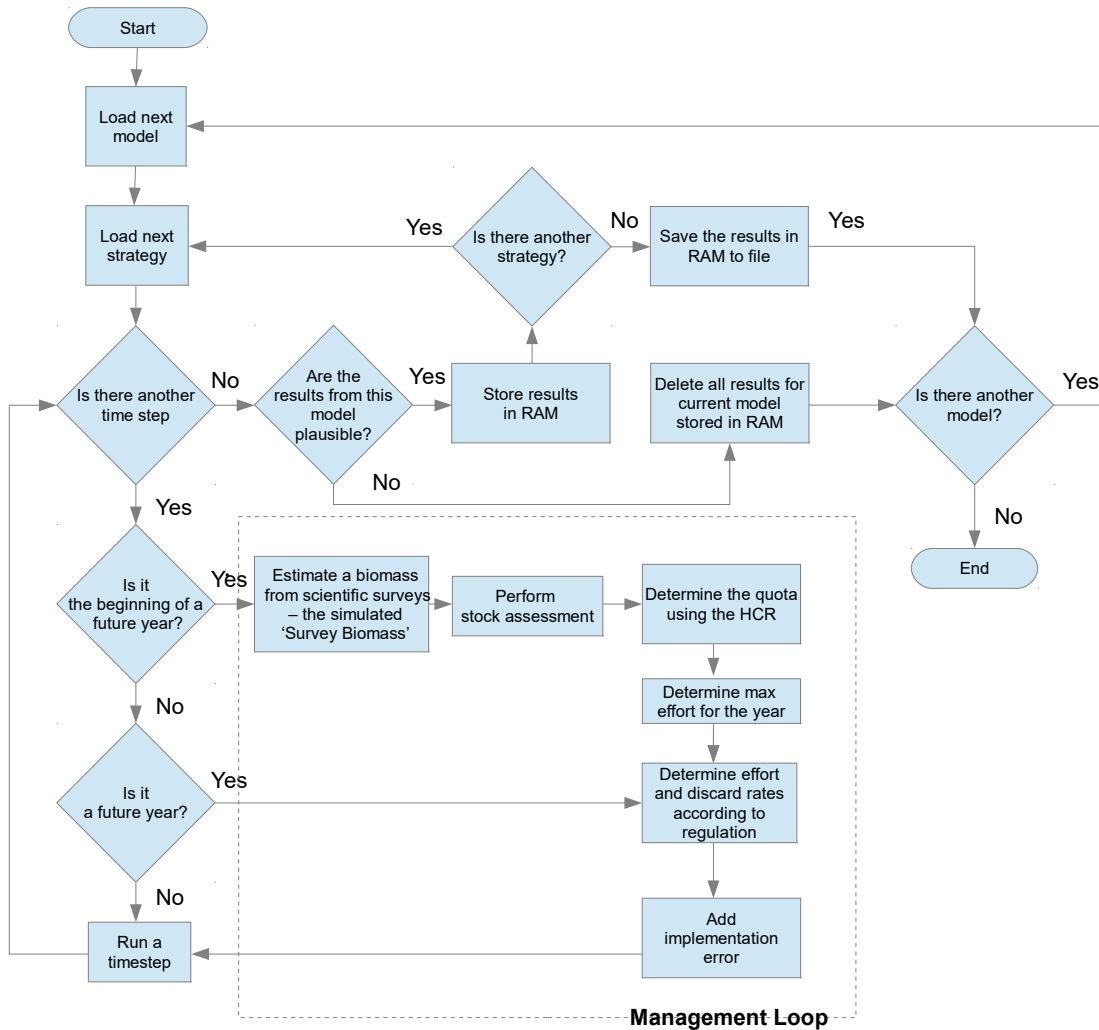 Start
Load next
model
Load next
strategy
Yes
Is there another
strategy?
No
Save the results in
RAM to file
Yes
Is there another
time step
No
Are the
results from this
model
plausible?
Yes
Store results
in RAM
Delete all results for
current model
stored in RAM
Is there another
model?
Yes
No
No
End
Yes
Is it
the beginning of a
future year?
Yes
Estimate a biomass
from scientific surveys
– the simulated
‘Survey Biomass’
Perform
stock assessment
Determine the quota
using the HCR
Determine max
effort for the year
No
Is it
a future year?
Yes
Determine effort
and discard rates
according to
regulation
No
Run a
timestep
Add
implementation
error
Management Loop